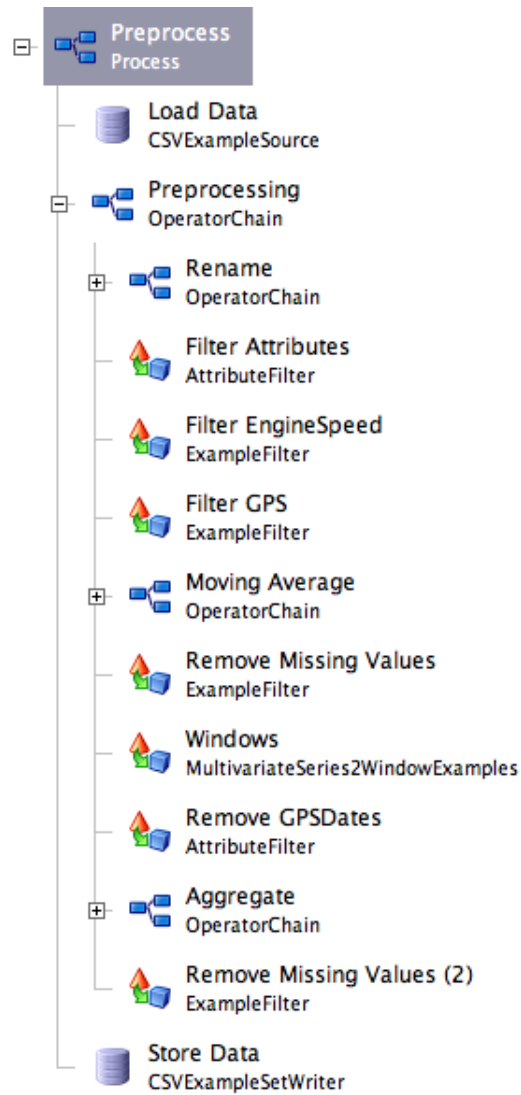 Preprocess
Process
Load Data
CSVExampleSource
Preprocessing
OperatorChain
Rename
OperatorChain
Filter Attributes
AttributeFilter
Filter EngineSpeed
ExampleFilter
Filter GPS
ExampleFilter
Moving Average
OperatorChain
Remove Missing Values
ExampleFilter
Windows
MultivariateSeries2WindowExamples
Remove GPSDates
AttributeFilter
Aggregate
OperatorChain
Remove Missing Values (2)
ExampleFilter
Store Data
CSVExampleSetWriter